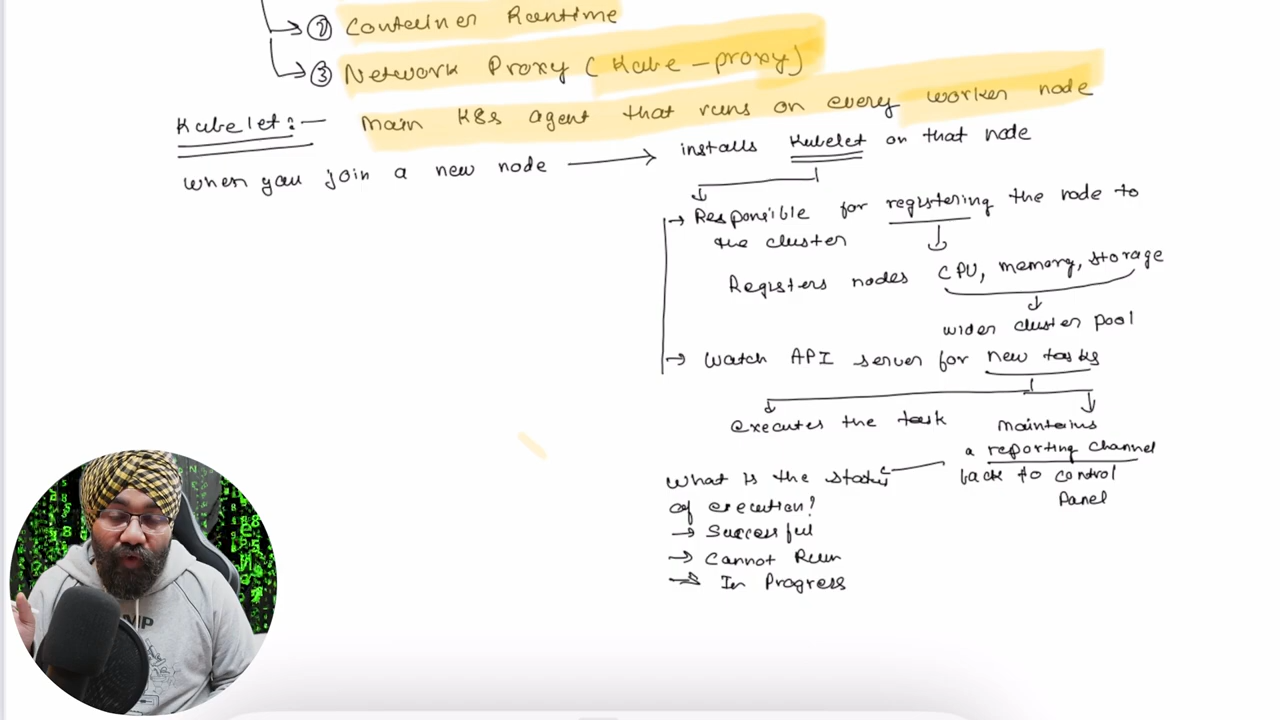 ② Container Runtime
③ Network Proxy (Kube-proxy)
Kubelet:- Main K8s agent that runs on every worker node
when you join a new node → installs Kubelet on that node
→ Responsible for registering the node to
the cluster
Registers nodes CPU, memory, storage
wider cluster pool
→ Watch API server for new tasks
executes the task
Maintains
a reporting channel
back to control
Panel
What is the status
of execution?
→ Successful
→ Cannot Run
→ In Progress